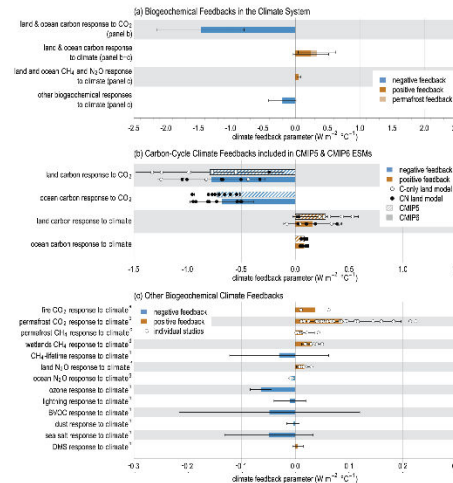 (a) Biogeochemical Feedbacks in the Climate System
land & ocean carbon response to CO₂
(panel b)
land & ocean carbon response
to climate (panel b+c)
land and ocean CH₄ and N₂O response
to climate (panel c)
other biogeochemical responses
to climate (panel c)
negative feedback
positive feedback
permafrost feedback
-2.5 -2.0 -1.5 -1.0 -0.5 0.0 0.5 1.0 1.5 2.0
climate feedback parameter (W m⁻² °C⁻¹)
(b) Carbon-Cycle Climate Feedbacks included in CMIP5 & CMIP6 ESMs
land carbon response to CO₂
ocean carbon response to CO₂
land carbon response to climate
ocean carbon response to climate
negative feedback
positive feedback
C-only land model
CN land model
CMIP5
CMIP6
-1.5 -1.0 -0.5 0.0 0.5 1.0
climate feedback parameter (W m⁻² °C⁻¹)
(c) Other Biogeochemical Climate Feedbacks
fire CO₂ response to climate
permafrost CO₂ response to climate
permafrost CH₄ response to climate
wetlands CH₄ response to climate
CH₄-lifetime response to climate
land N₂O response to climate
ocean N₂O response to climate
ozone response to climate
lightning response to climate
BVOC response to climate
dust response to climate
sea salt response to climate
DMS response to climate
negative feedback
positive feedback
individual studies
-0.3 -0.2 -0.1 0.0 0.1 0.2
climate feedback parameter (W m⁻² °C⁻¹)